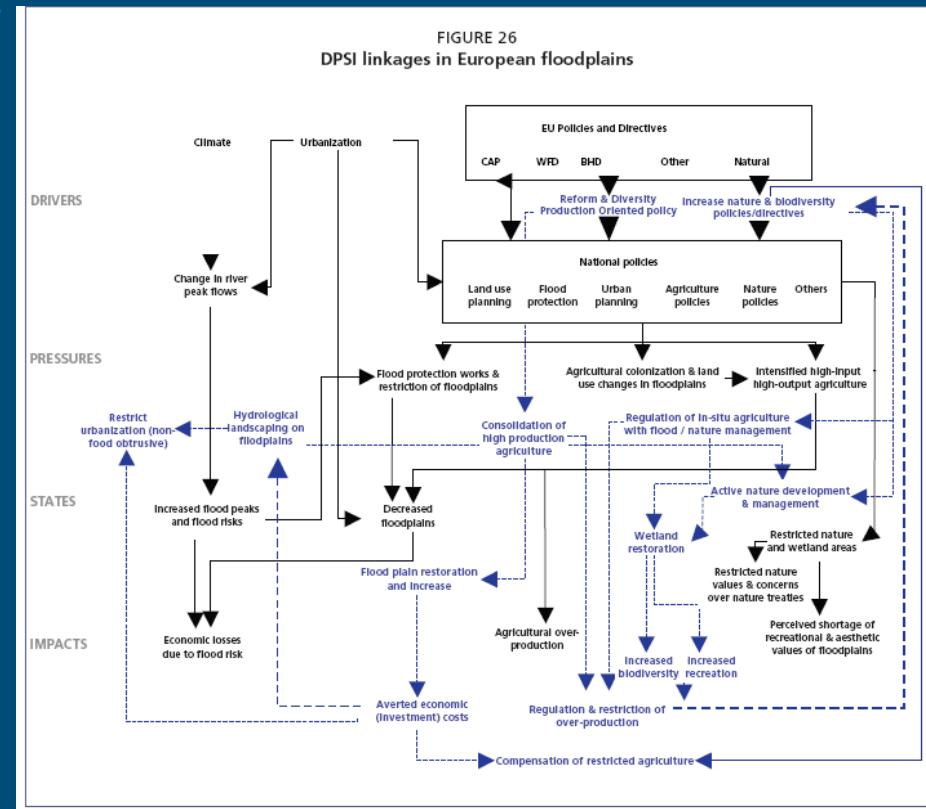 FIGURE 26
DPSI linkages in European floodplains
EU Policies and Directives
Climate
Urbanization
CAP
WFD
BHD
Other
Natural
DRIVERS
Reform & Diversity
Production Oriented policy
Increase nature & biodiversity
policies/directives
National policies
Change in river
peak flows
Land use
planning
Flood
protection
Urban
planning
Agriculture
policies
Nature
policies
Others
PRESSURES
Flood protection works &
restriction of floodplains
Agricultural colonization & land
use changes in floodplains
Intensified high-input
high-output agriculture
Restrict
urbanization (non-
food obtrusive)
Hydrological
landscaping on
flodplains
Consolidation of
high production
agriculture
Regulation of in-situ agriculture
with flood / nature management
STATES
Increased flood peaks
and flood risks
Decreased
floodplains
Active nature development
& management
Wetland
restoration
Restricted nature
and wetland areas
Flood plain restoration
and increase
Restricted nature
values & concerns
over nature treaties
IMPACTS
Economic losses
due to flood risk
Agricultural over-
production
Perceived shortage of
recreational & aesthetic
values of floodplains
Increased
biodiversity
Increased
recreation
Averted economic
(investment) costs
Regulation & restriction of
over-production
Compensation of restricted agriculture